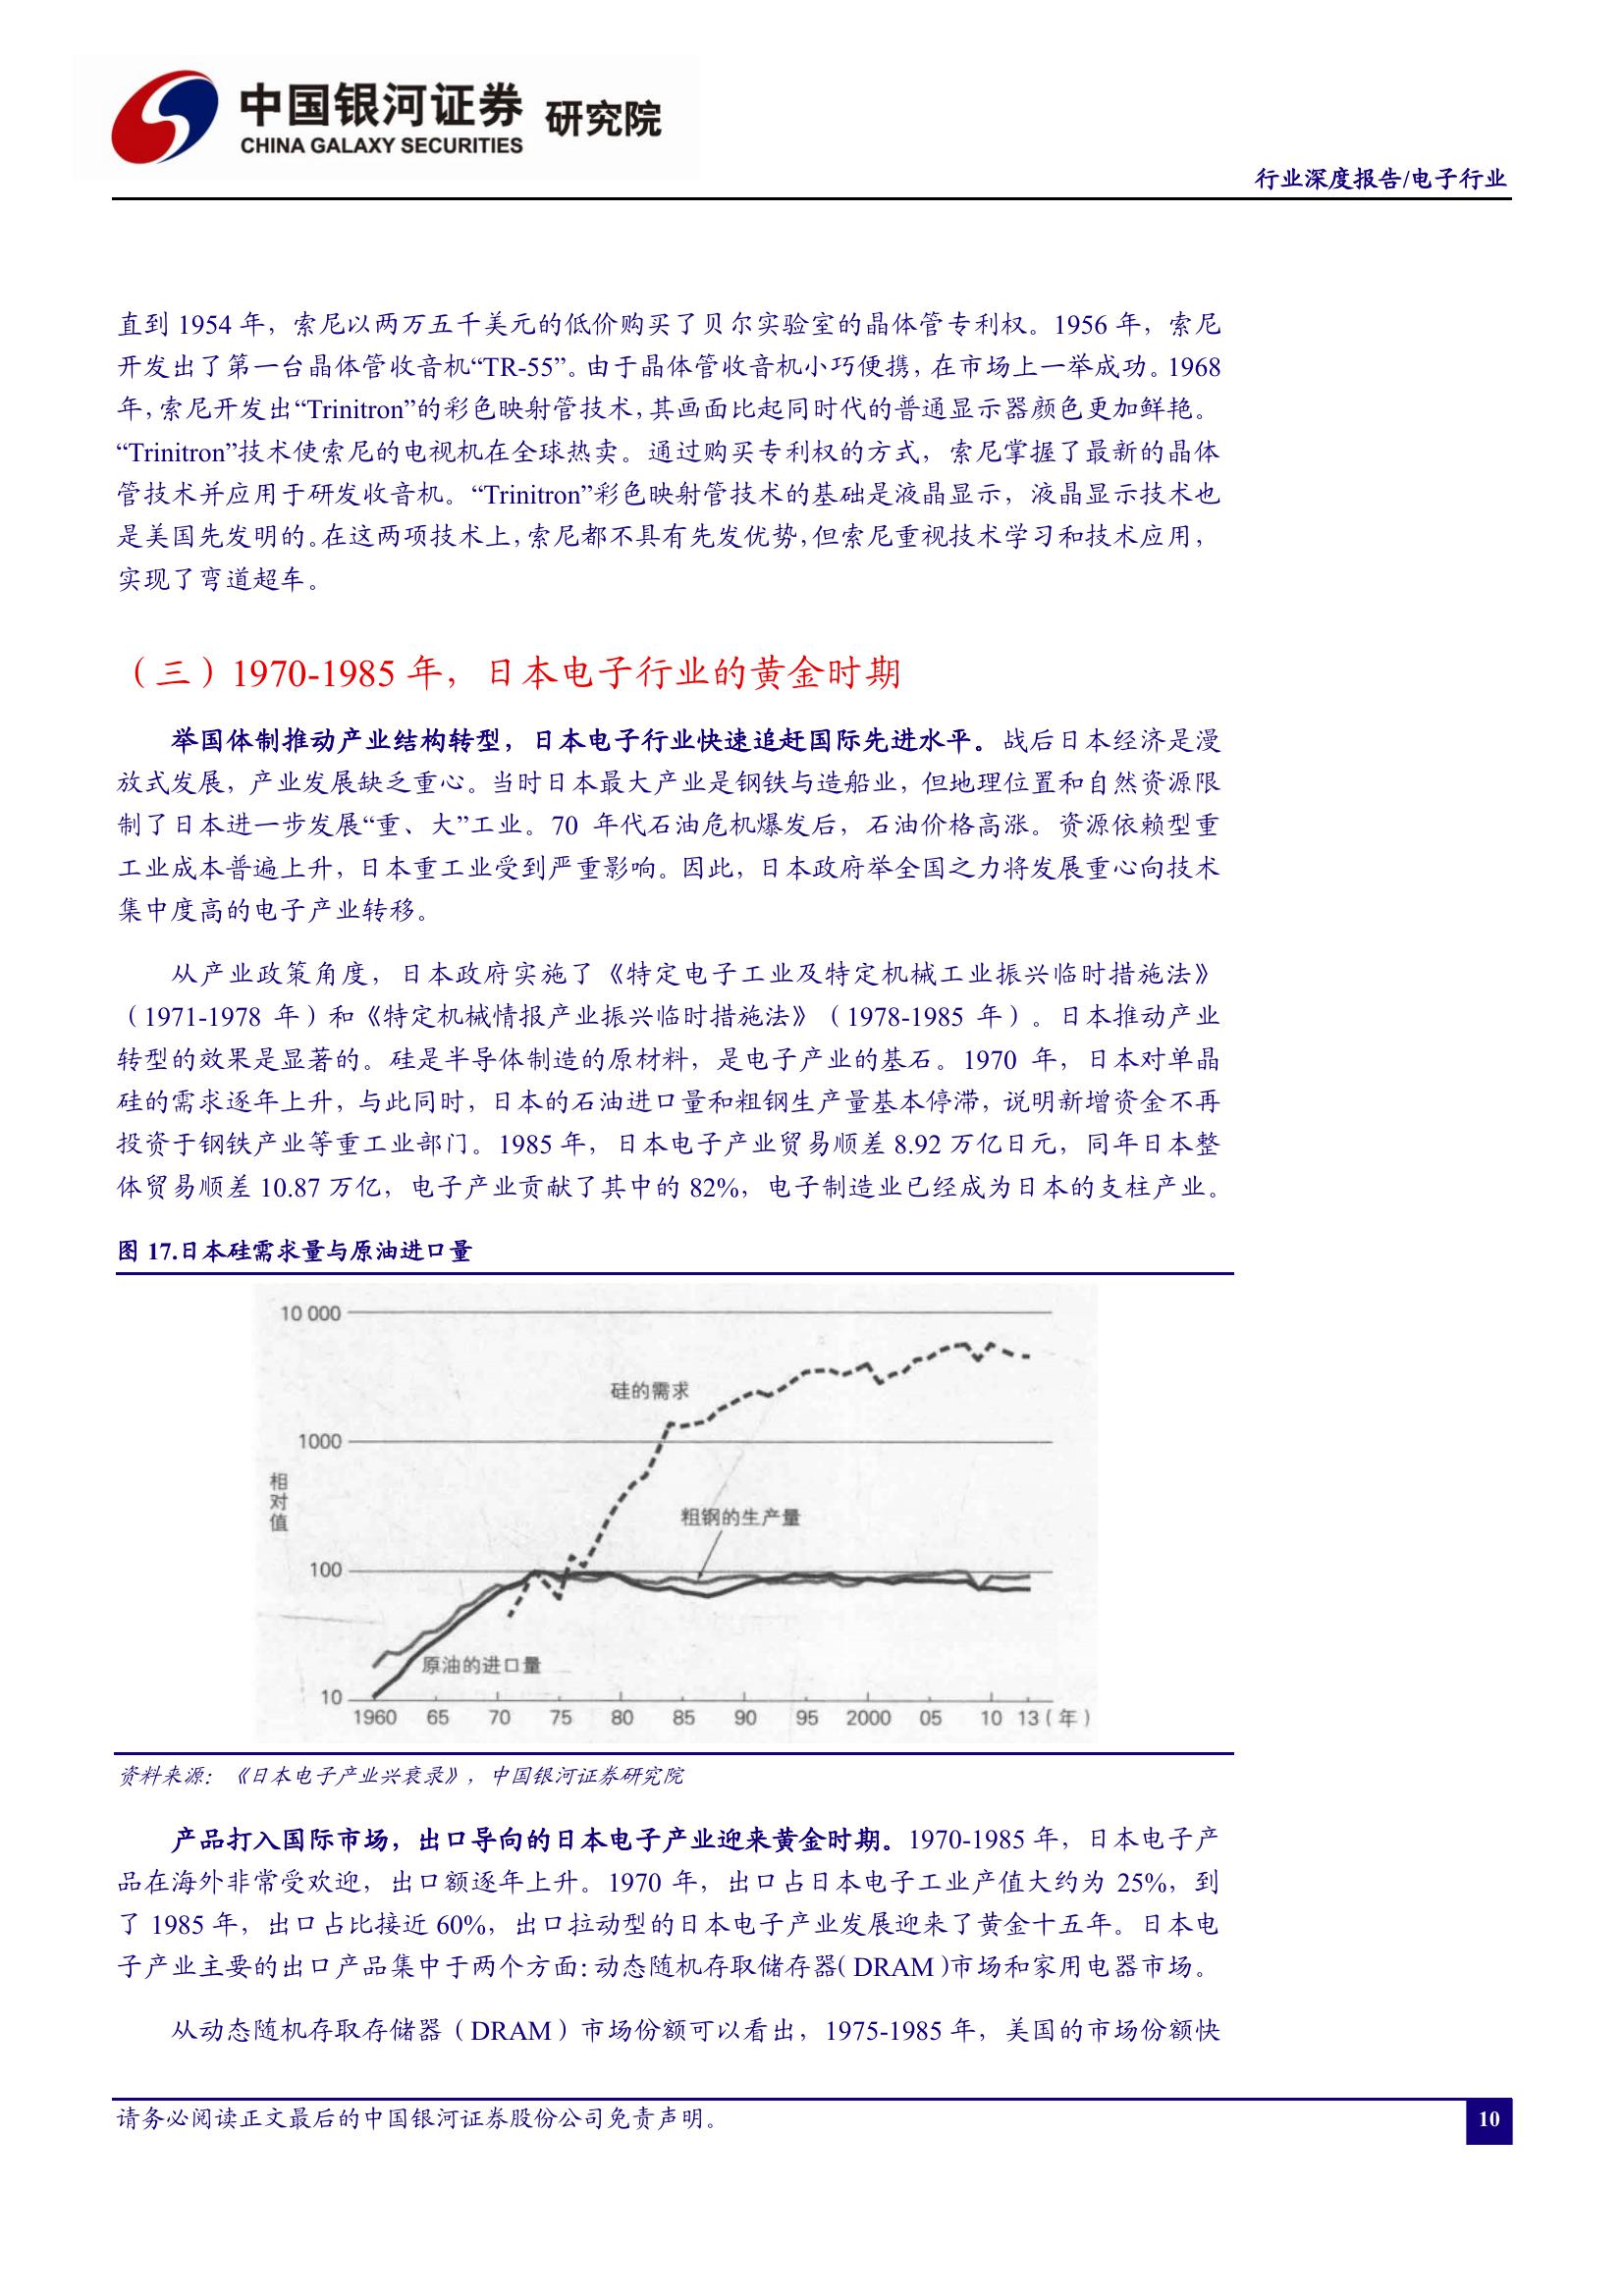 中国银河证券 研究院
CHINA GALAXY SECURITIES
行业深度报告/电子行业
直到 1954 年，索尼以两万五千美元的低价购买了贝尔实验室的晶体管专利权。1956 年，索尼
开发出了第一台晶体管收音机“TR-55”。由于晶体管收音机小巧便携，在市场上一举成功。1968
年，索尼开发出“Trinitron”的彩色映射管技术，其画面比起同时代的普通显示器颜色更加鲜艳。
“Trinitron”技术使索尼的电视机在全球热卖。通过购买专利权的方式，索尼掌握了最新的晶体
管技术并应用于研发收音机。“Trinitron”彩色映射管技术的基础是液晶显示，液晶显示技术也
是美国先发明的。在这两项技术上，索尼都不具有先发优势，但索尼重视技术学习和技术应用，
实现了弯道超车。
（三）1970-1985 年，日本电子行业的黄金时期
举国体制推动产业结构转型，日本电子行业快速追赶国际先进水平。战后日本经济是漫
放式发展，产业发展缺乏重心。当时日本最大产业是钢铁与造船业，但地理位置和自然资源限
制了日本进一步发展“重、大”工业。70 年代石油危机爆发后，石油价格高涨。资源依赖型重
工业成本普遍上升，日本重工业受到严重影响。因此，日本政府举全国之力将发展重心向技术
集中度高的电子产业转移。
从产业政策角度，日本政府实施了《特定电子工业及特定机械工业振兴临时措施法》
（1971-1978 年）和《特定机械情报产业振兴临时措施法》（1978-1985 年）。日本推动产业
转型的效果是显著的。硅是半导体制造的原材料，是电子产业的基石。1970 年，日本对单晶
硅的需求逐年上升，与此同时，日本的石油进口量和粗钢生产量基本停滞，说明新增资金不再
投资于钢铁产业等重工业部门。1985 年，日本电子产业贸易顺差 8.92 万亿日元，同年日本整
体贸易顺差 10.87 万亿，电子产业贡献了其中的 82%，电子制造业已经成为日本的支柱产业。
图 17.日本硅需求量与原油进口量
10 000
硅的需求
1000
相对值
粗钢的生产量
100
原油的进口量
10
1960 65 70 75 80 85 90 95 2000 05 10 13（年）
资料来源：《日本电子产业兴衰录》，中国银河证券研究院
产品打入国际市场，出口导向的日本电子产业迎来黄金时期。1970-1985 年，日本电子产
品在海外非常受欢迎，出口额逐年上升。1970 年，出口占日本电子工业产值大约为 25%，到
了 1985 年，出口占比接近 60%，出口拉动型的日本电子产业发展迎来了黄金十五年。日本电
子产业主要的出口产品集中于两个方面：动态随机存取储存器（DRAM）市场和家用电器市场。
从动态随机存取存储器（DRAM）市场份额可以看出，1975-1985 年，美国的市场份额快
请务必阅读正文最后的中国银河证券股份公司免责声明。
10